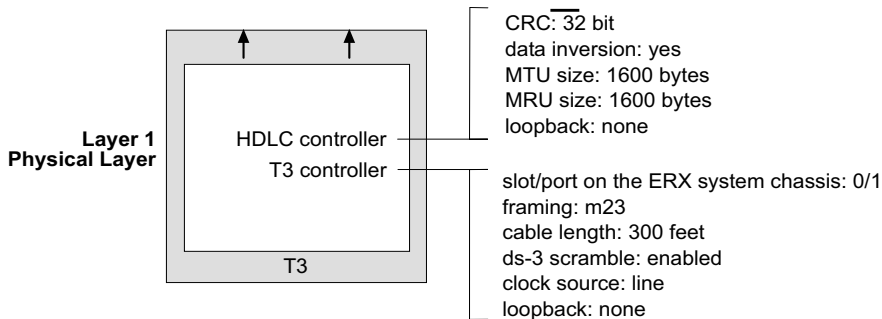 CRC: 32 bit
data inversion: yes
MTU size: 1600 bytes
MRU size: 1600 bytes
loopback: none
Layer 1
Physical Layer
HDLC controller
T3 controller
slot/port on the ERX system chassis: 0/1
framing: m23
cable length: 300 feet
ds-3 scramble: enabled
clock source: line
loopback: none
T3